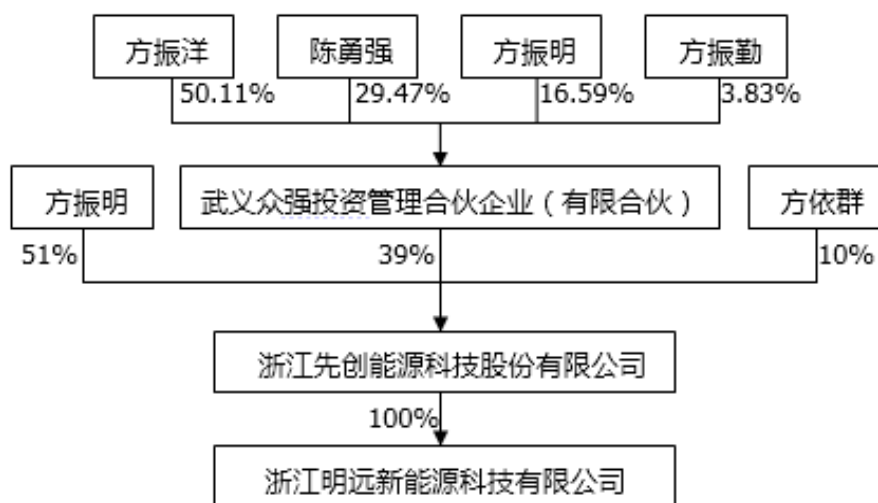 方振洋 陈勇强 方振明 方振勤
50.11% 29.47% 16.59% 3.83%
方振明 武义众强投资管理合伙企业（有限合伙） 方依群
51% 39% 10%
浙江先创能源科技股份有限公司
100%
浙江明远新能源科技有限公司